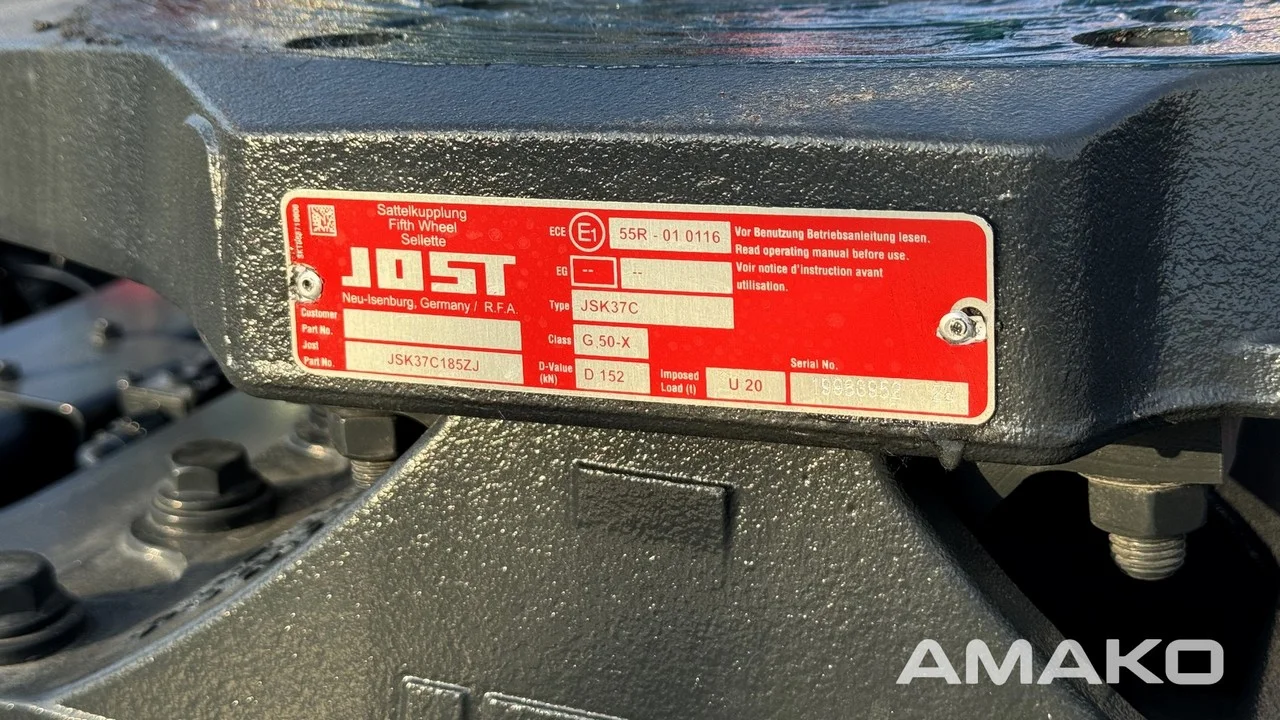 Sattelkupplung
Fifth Wheel
Sellette
JOST
Neu-Isenburg, Germany / R.F.A.
Customer
Part No.
Jost
Part No. JSK37C185ZJ
ECE E1 55R - 01 0116
EG -- --
Type JSK37C
Class G 50-X
D-Value
(kN) D 152
Imposed
Load (t) U 20
Vor Benutzung Betriebsanleitung lesen.
Read operating manual before use.
Voir notice d'instruction avant
utilisation.
Serial No.
AMAKO